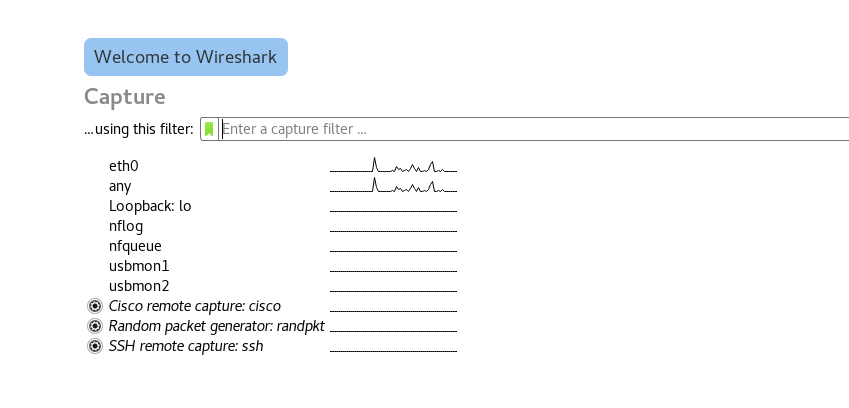 Welcome to Wireshark
Capture
...using this filter: Enter a capture filter ...
eth0
any
Loopback: lo
nflog
nfqueue
usbmon1
usbmon2
Cisco remote capture: cisco
Random packet generator: randpkt
SSH remote capture: ssh